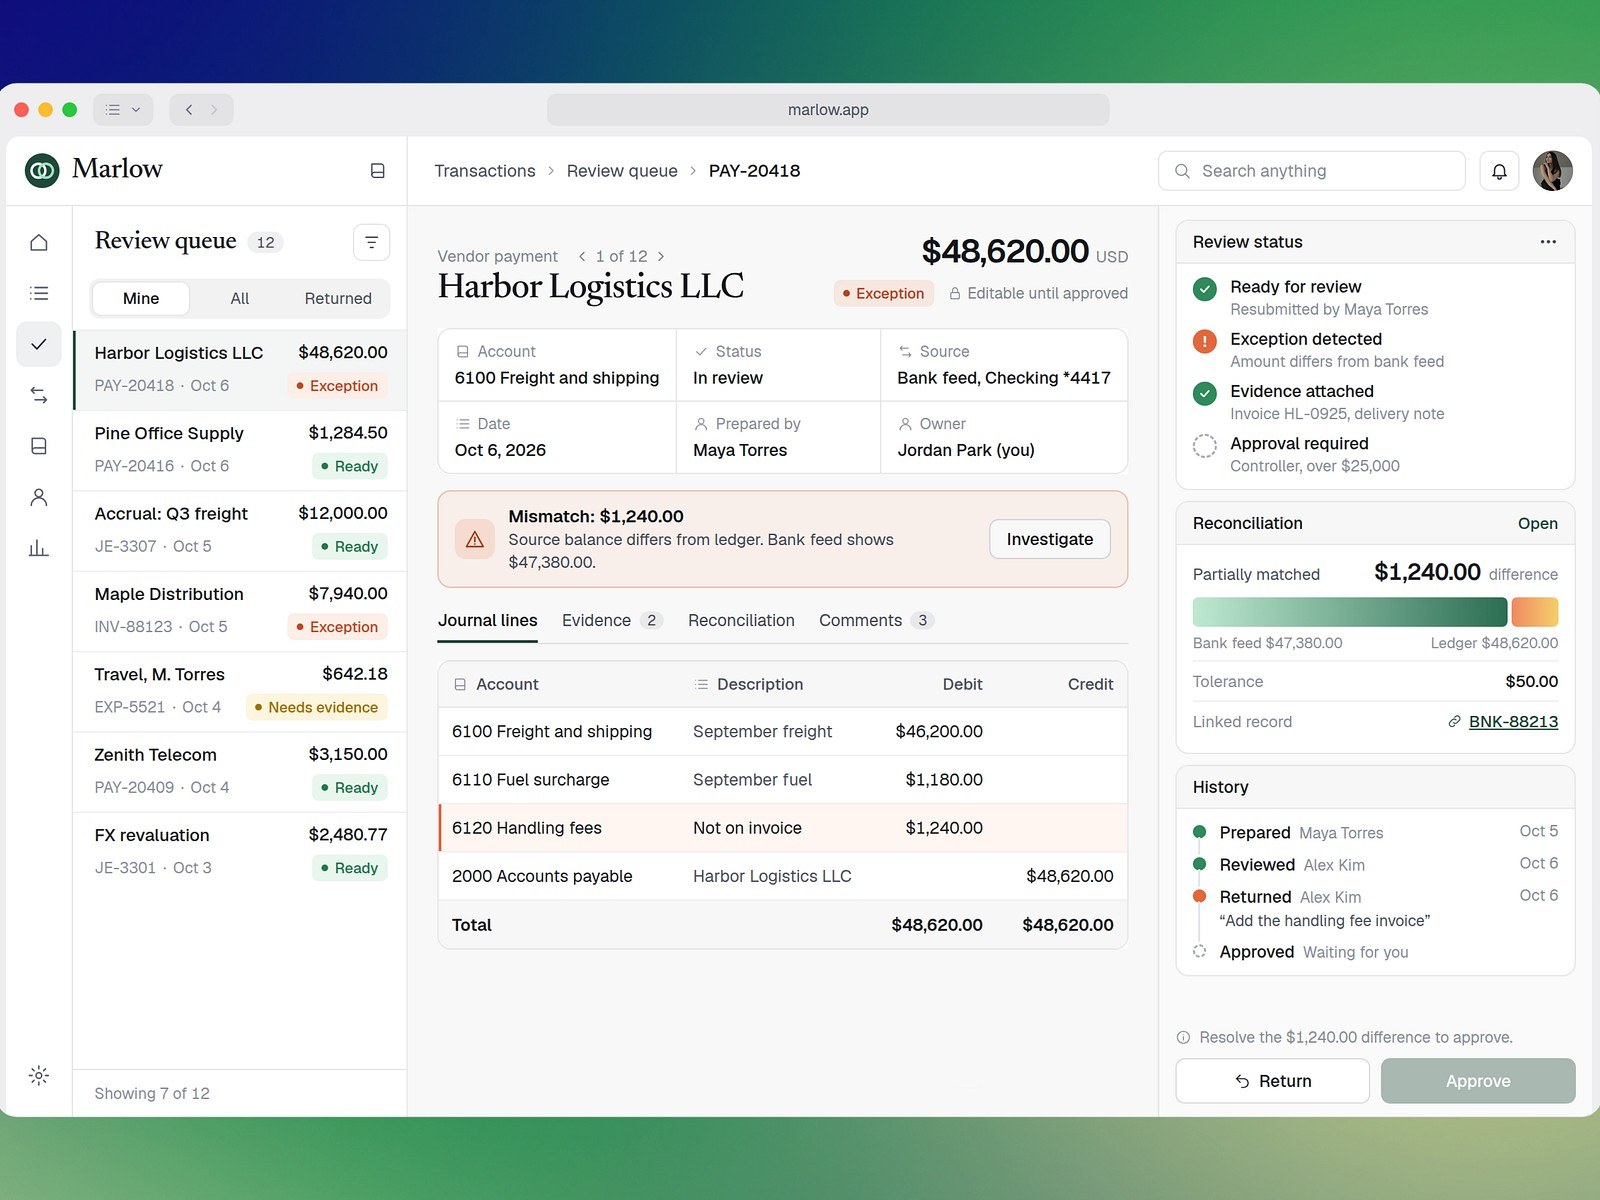 marlow.app
Marlow
Transactions > Review queue > PAY-20418
Search anything
Review queue 12
Mine All Returned
Harbor Logistics LLC $48,620.00
PAY-20418 · Oct 6 Exception
Pine Office Supply $1,284.50
PAY-20416 · Oct 6 Ready
Accrual: Q3 freight $12,000.00
JE-3307 · Oct 5 Ready
Maple Distribution $7,940.00
INV-88123 · Oct 5 Exception
Travel, M. Torres $642.18
EXP-5521 · Oct 4 Needs evidence
Zenith Telecom $3,150.00
PAY-20409 · Oct 4 Ready
FX revaluation $2,480.77
JE-3301 · Oct 3 Ready
Showing 7 of 12
Vendor payment < 1 of 12 >
Harbor Logistics LLC
$48,620.00 USD
Exception Editable until approved
Account
6100 Freight and shipping
Status
In review
Source
Bank feed, Checking *4417
Date
Oct 6, 2026
Prepared by
Maya Torres
Owner
Jordan Park (you)
Mismatch: $1,240.00
Source balance differs from ledger. Bank feed shows
$47,380.00.
Investigate
Journal lines Evidence 2 Reconciliation Comments 3
Account Description Debit Credit
6100 Freight and shipping September freight $46,200.00
6110 Fuel surcharge September fuel $1,180.00
6120 Handling fees Not on invoice $1,240.00
2000 Accounts payable Harbor Logistics LLC $48,620.00
Total $48,620.00 $48,620.00
Review status
Ready for review
Resubmitted by Maya Torres
Exception detected
Amount differs from bank feed
Evidence attached
Invoice HL-0925, delivery note
Approval required
Controller, over $25,000
Reconciliation Open
Partially matched $1,240.00 difference
Bank feed $47,380.00 Ledger $48,620.00
Tolerance $50.00
Linked record BNK-88213
History
Prepared Maya Torres Oct 5
Reviewed Alex Kim Oct 6
Returned Alex Kim Oct 6
“Add the handling fee invoice”
Approved Waiting for you
Resolve the $1,240.00 difference to approve.
Return Approve